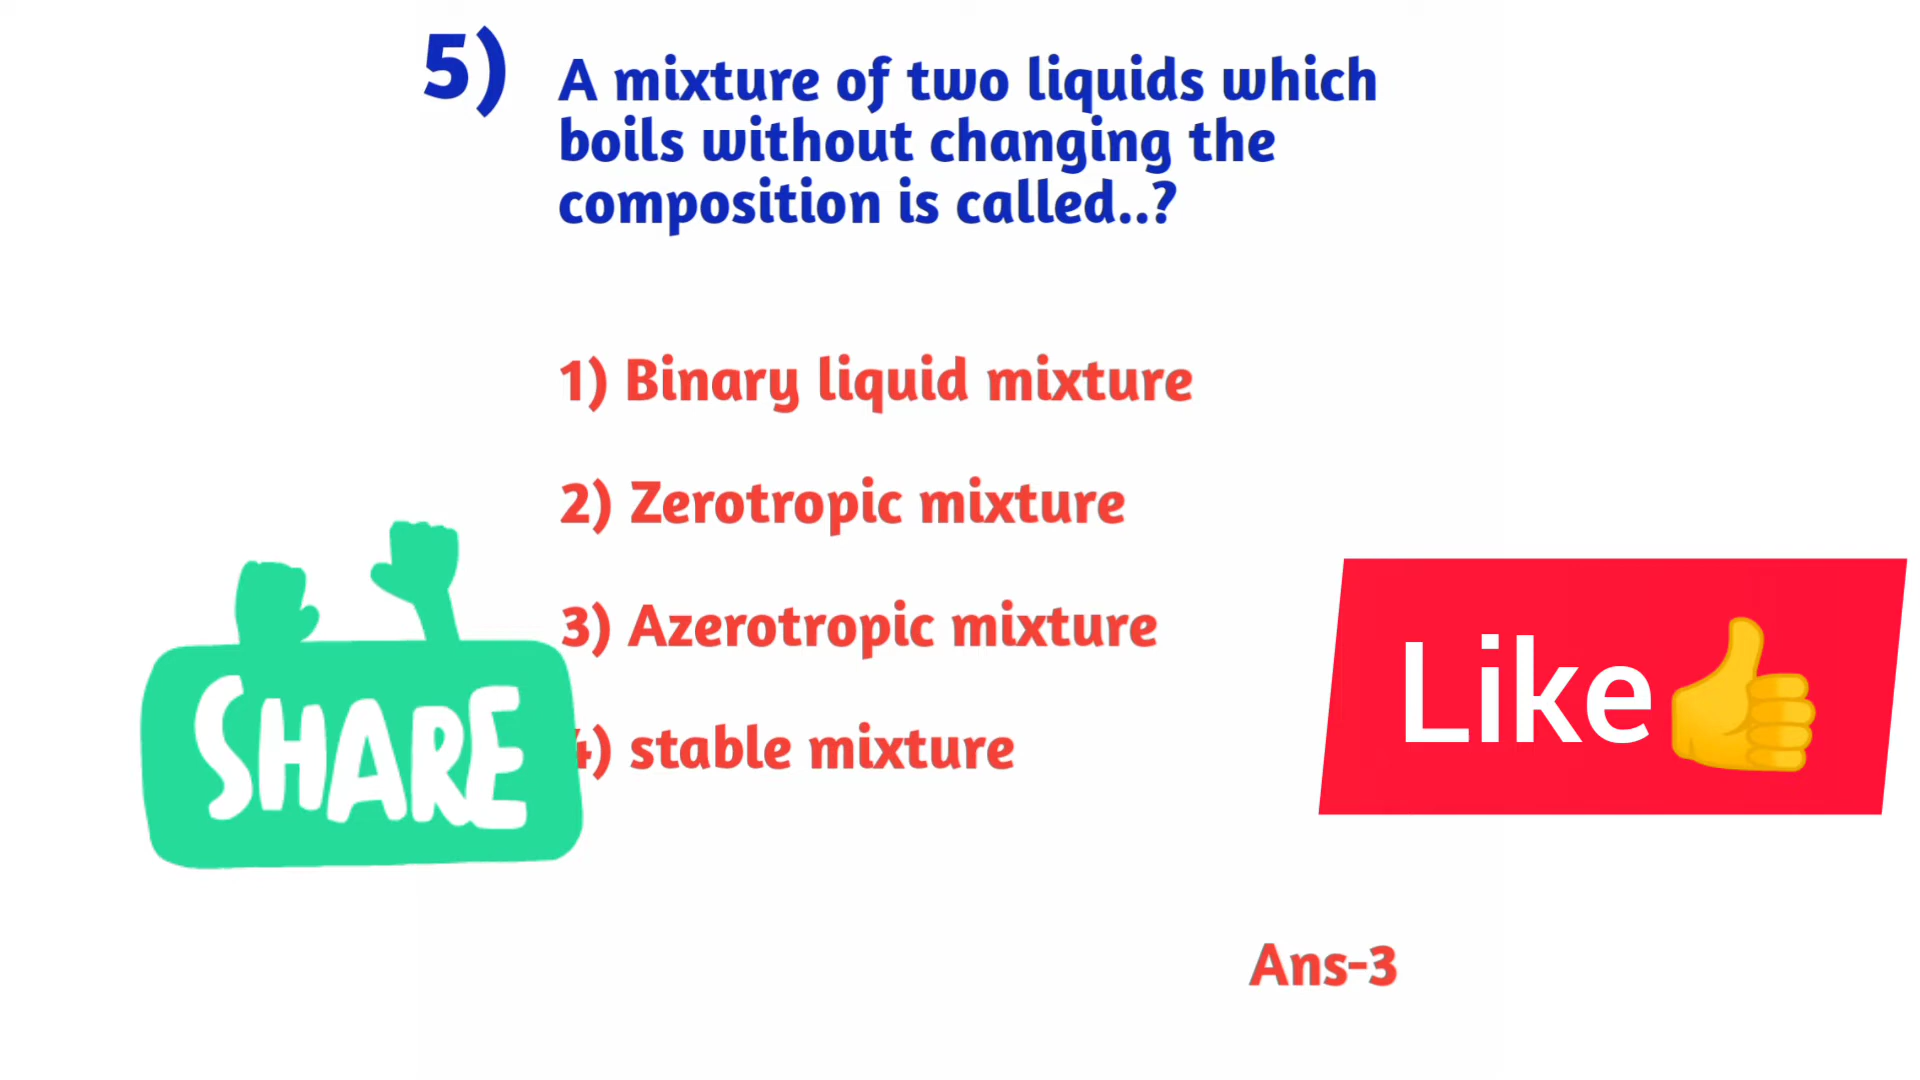 5)
A mixture of two liquids which
boils without changing the
composition is called..?
1) Binary liquid mixture
2) Zerotropic mixture
3) Azerotropic mixture
4) stable mixture
SHARE
Like👍
Ans-3